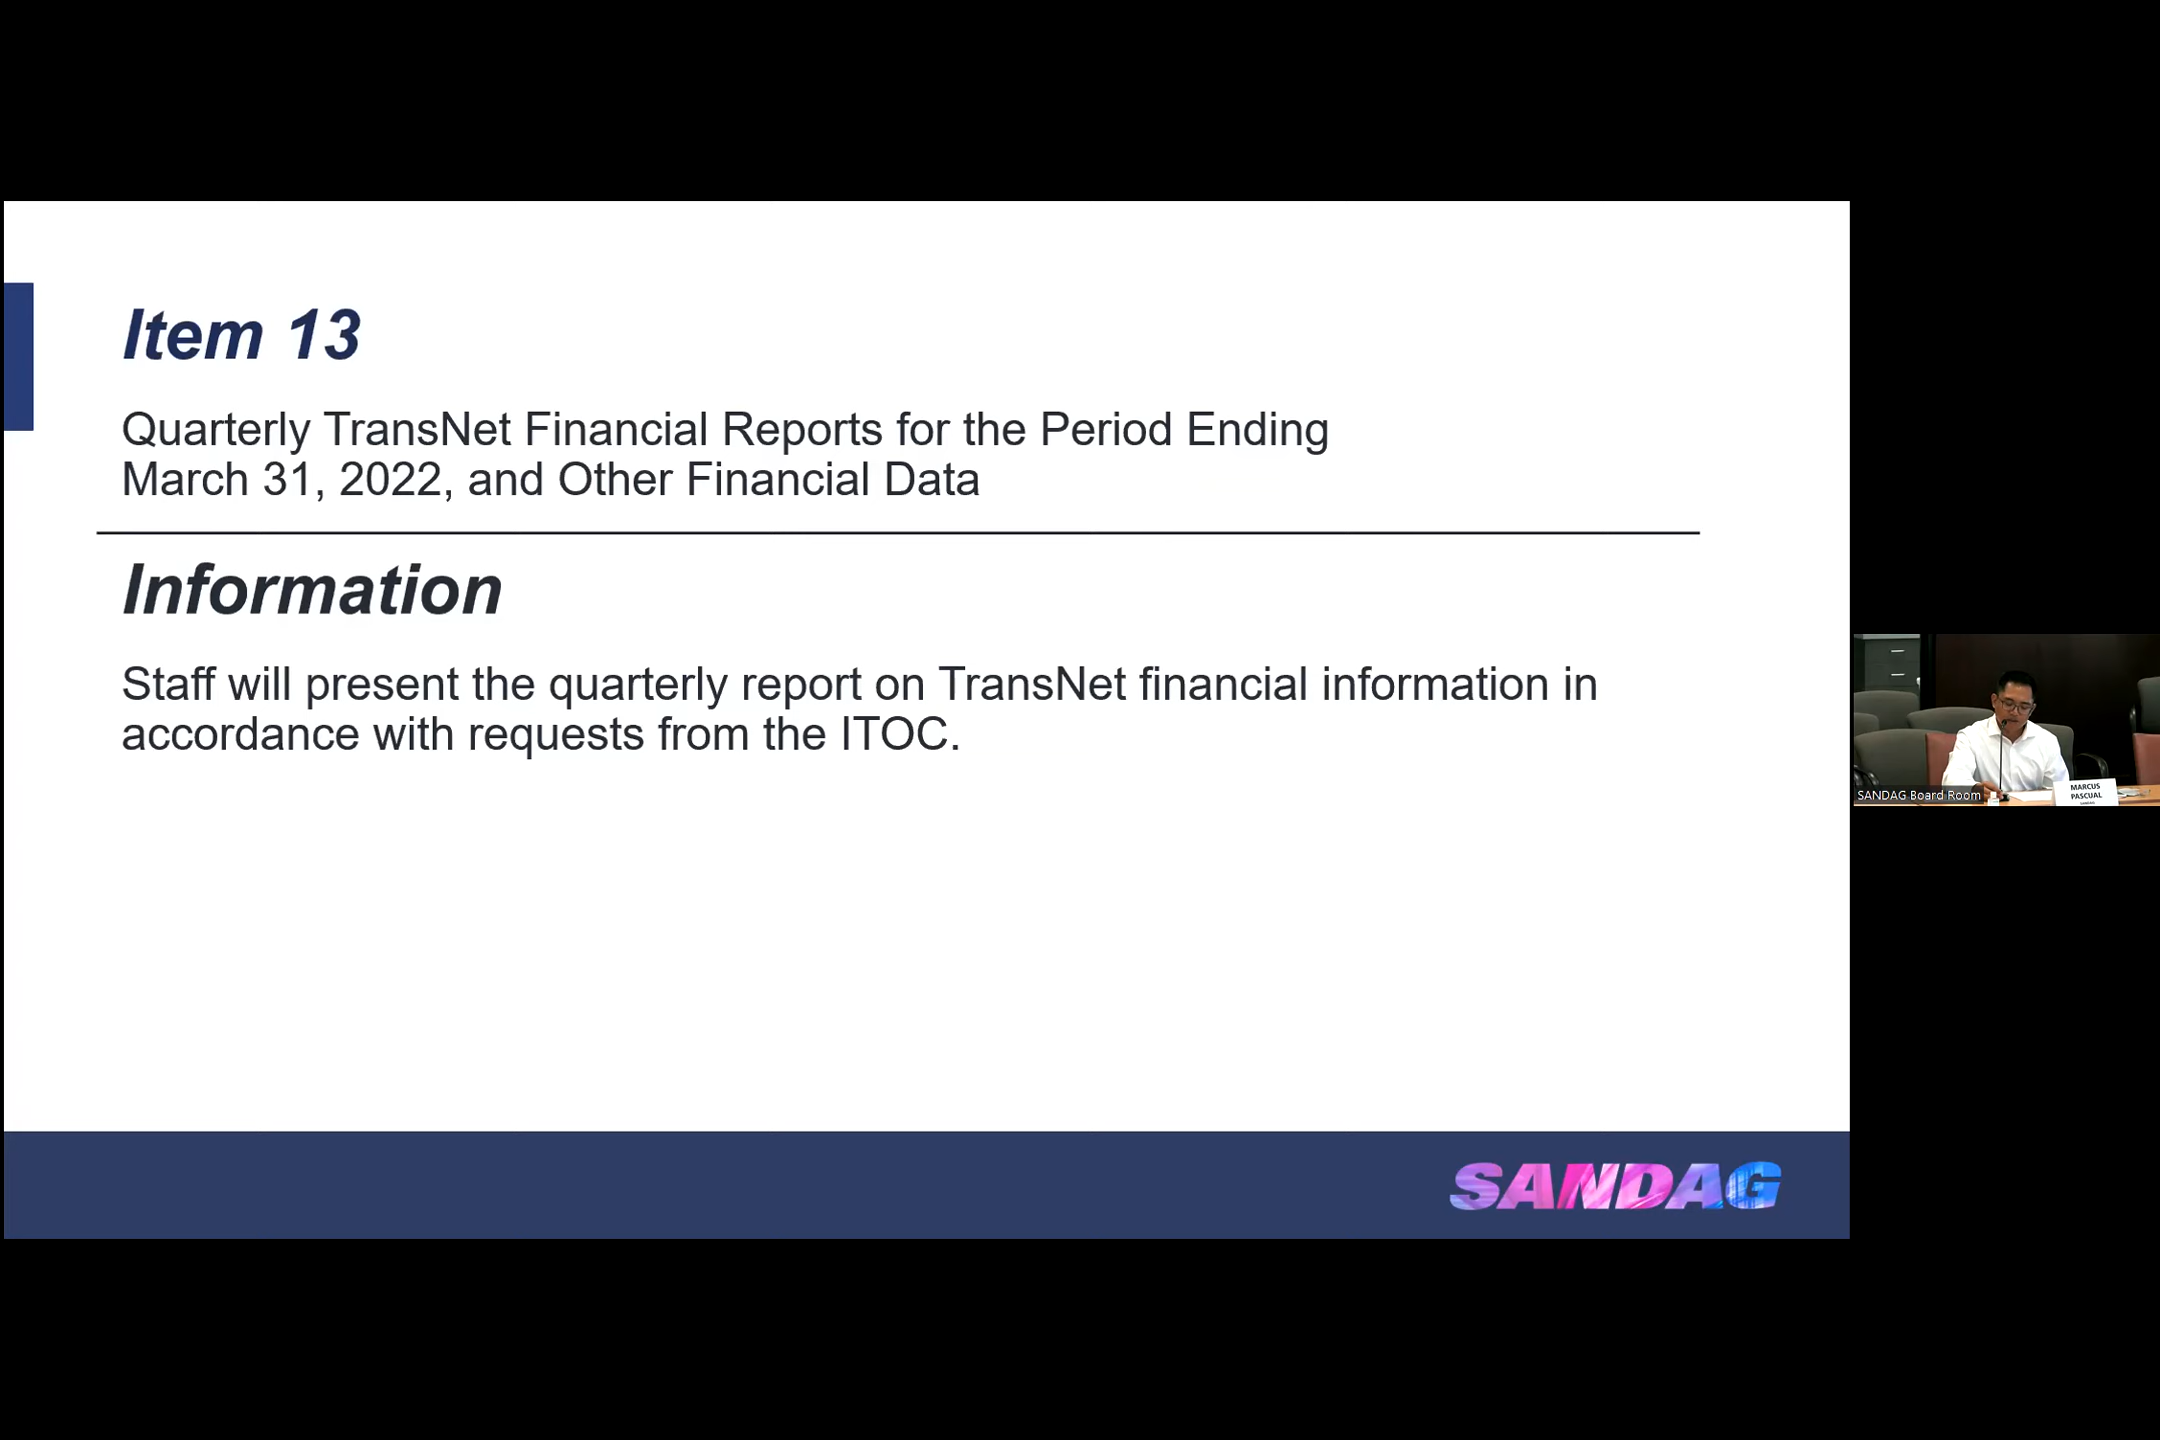 Item 13
Quarterly TransNet Financial Reports for the Period Ending
March 31, 2022, and Other Financial Data
Information
Staff will present the quarterly report on TransNet financial information in
accordance with requests from the ITOC.
SANDAG Board Room
MARCUS
PASCUAL
SANDAG
SANDAG